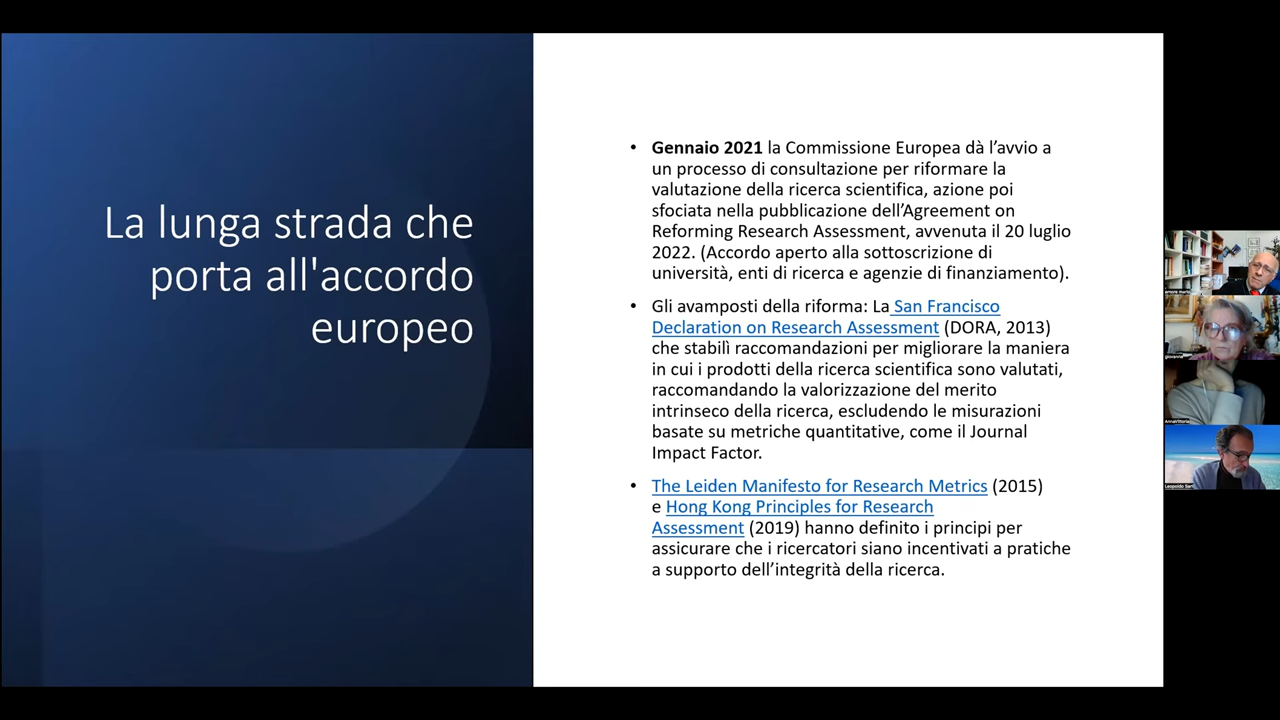 La lunga strada che
porta all'accordo
europeo
• Gennaio 2021 la Commissione Europea dà l’avvio a
un processo di consultazione per riformare la
valutazione della ricerca scientifica, azione poi
sfociata nella pubblicazione dell’Agreement on
Reforming Research Assessment, avvenuta il 20 luglio
2022. (Accordo aperto alla sottoscrizione di
università, enti di ricerca e agenzie di finanziamento).
• Gli avamposti della riforma: La San Francisco
Declaration on Research Assessment (DORA, 2013)
che stabilì raccomandazioni per migliorare la maniera
in cui i prodotti della ricerca scientifica sono valutati,
raccomandando la valorizzazione del merito
intrinseco della ricerca, escludendo le misurazioni
basate su metriche quantitative, come il Journal
Impact Factor.
• The Leiden Manifesto for Research Metrics (2015)
e Hong Kong Principles for Research
Assessment (2019) hanno definito i principi per
assicurare che i ricercatori siano incentivati a pratiche
a supporto dell’integrità della ricerca.
giovanna
AnnaVittoria
Leopoldo Sari